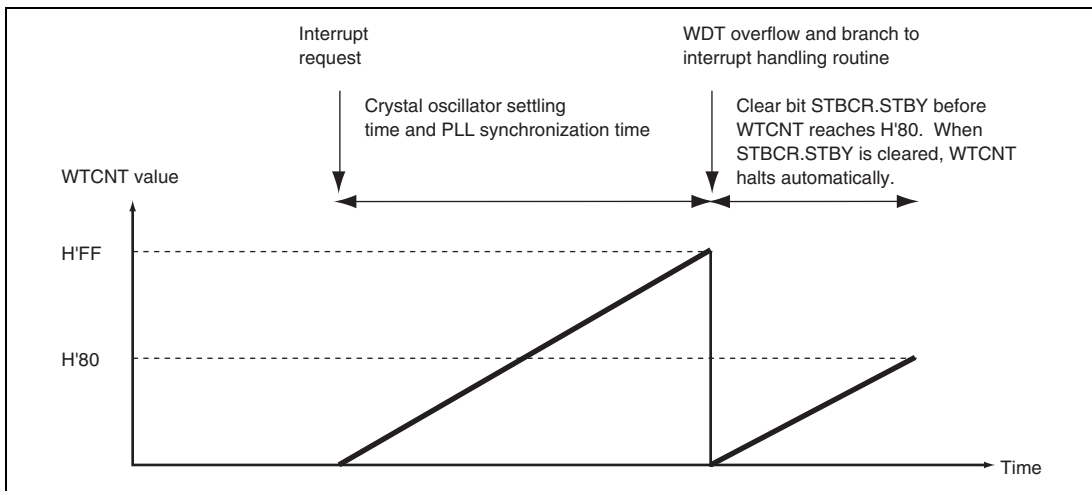 Interrupt
request
WDT overflow and branch to
interrupt handling routine
Crystal oscillator settling
time and PLL synchronization time
Clear bit STBCR.STBY before
WTCNT reaches H'80.  When
STBCR.STBY is cleared, WTCNT
halts automatically.
WTCNT value
H'FF
H'80
Time